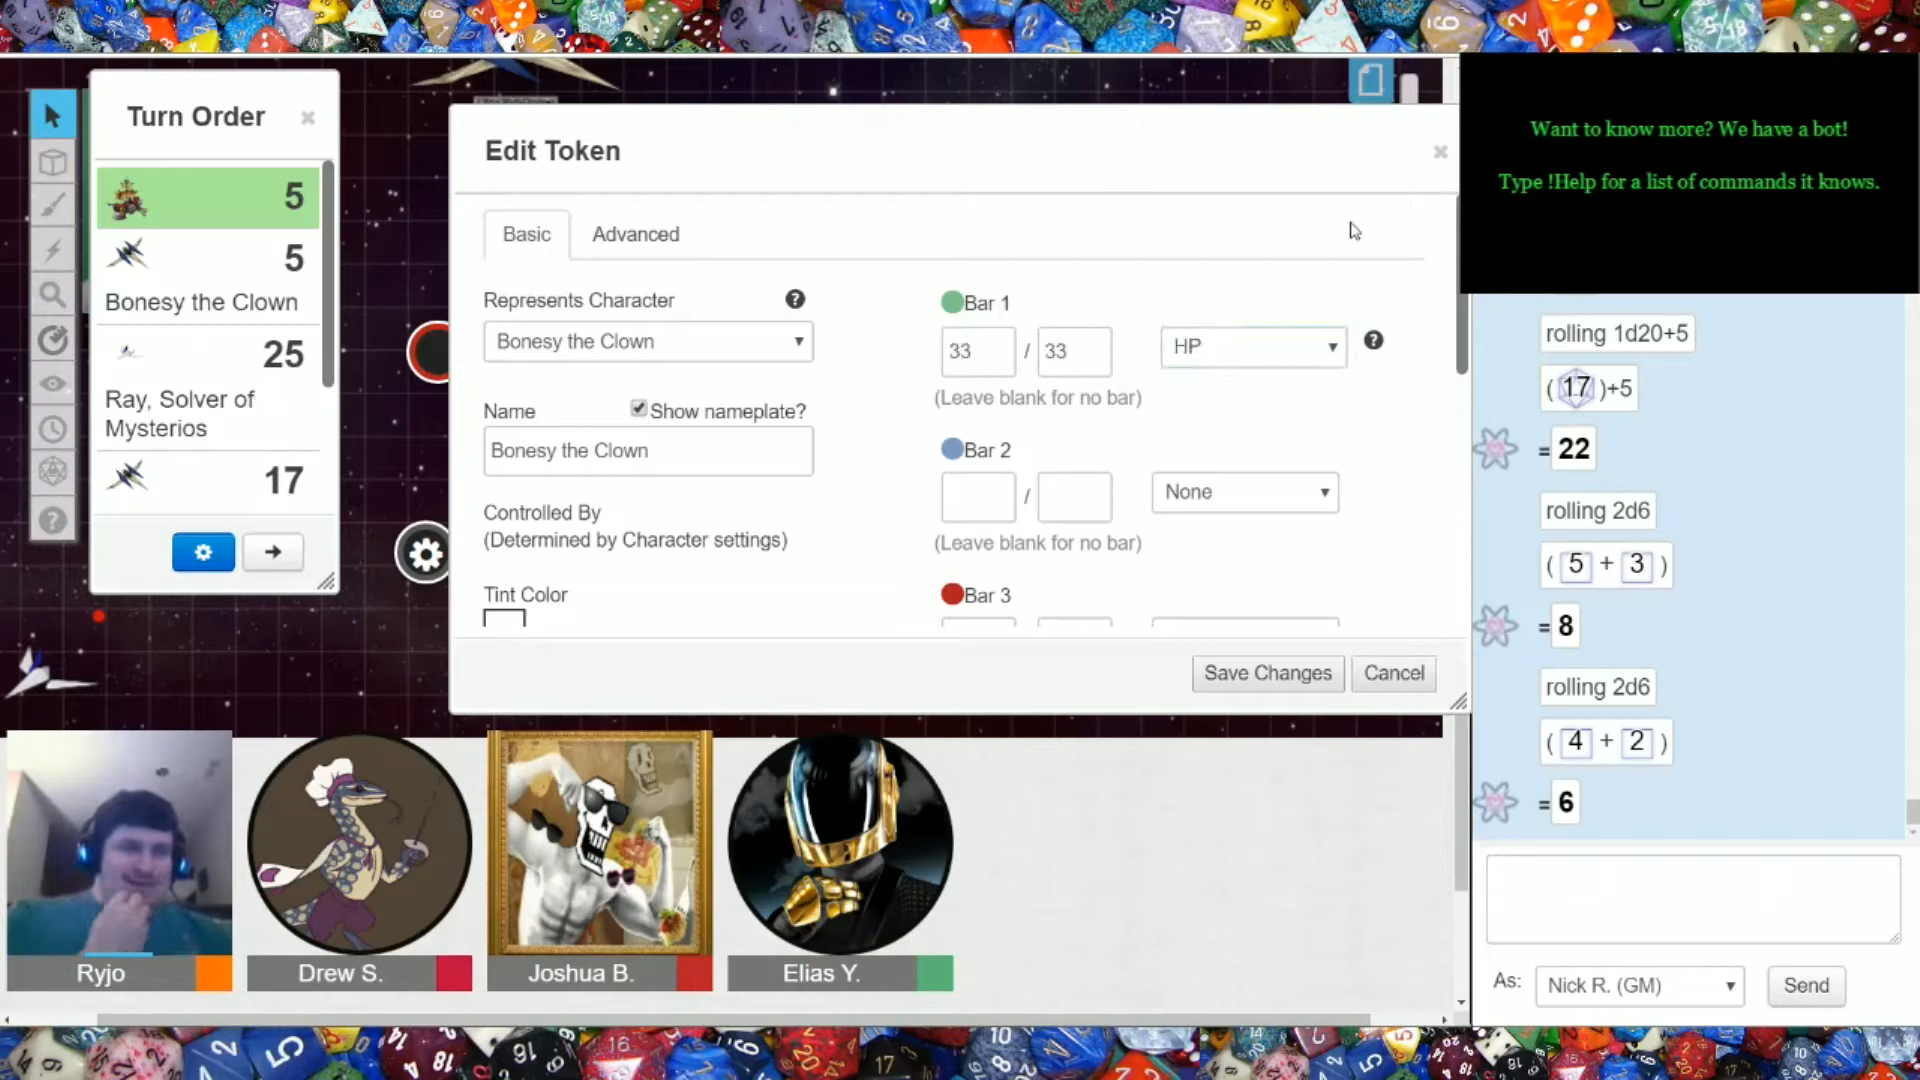 Turn Order
×
5
5
Bonesy the Clown
25
Ray, Solver of
Mysterios
17
Edit Token
×
Basic
Advanced
Represents Character
?
Bonesy the Clown
Name
Show nameplate?
Bonesy the Clown
Controlled By
(Determined by Character settings)
Tint Color
Bar 1
33 / 33
HP
?
(Leave blank for no bar)
Bar 2
/
None
(Leave blank for no bar)
Bar 3
Save Changes
Cancel
Want to know more? We have a bot!
Type !Help for a list of commands it knows.
rolling 1d20+5
(17)+5
= 22
rolling 2d6
(5 + 3)
= 8
rolling 2d6
(4 + 2)
= 6
As:
Nick R. (GM)
Send
Ryjo
Drew S.
Joshua B.
Elias Y.